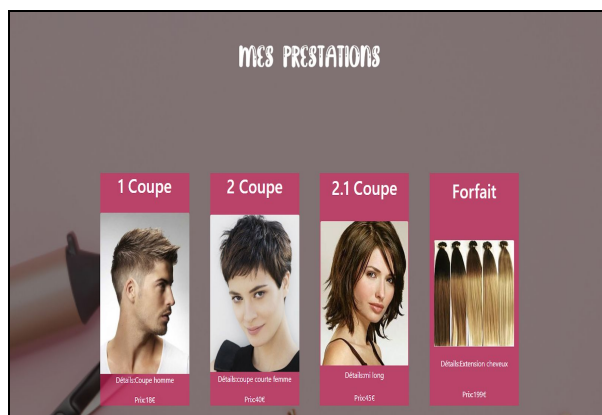 MES PRESTATIONS
1 Coupe
2 Coupe
2.1 Coupe
Forfait
Détails:Coupe homme
Prix:18€
Détails:coupe courte femme
Prix:40€
Détails:mi long
Prix:45€
Détails:Extension cheveux
Prix:199€